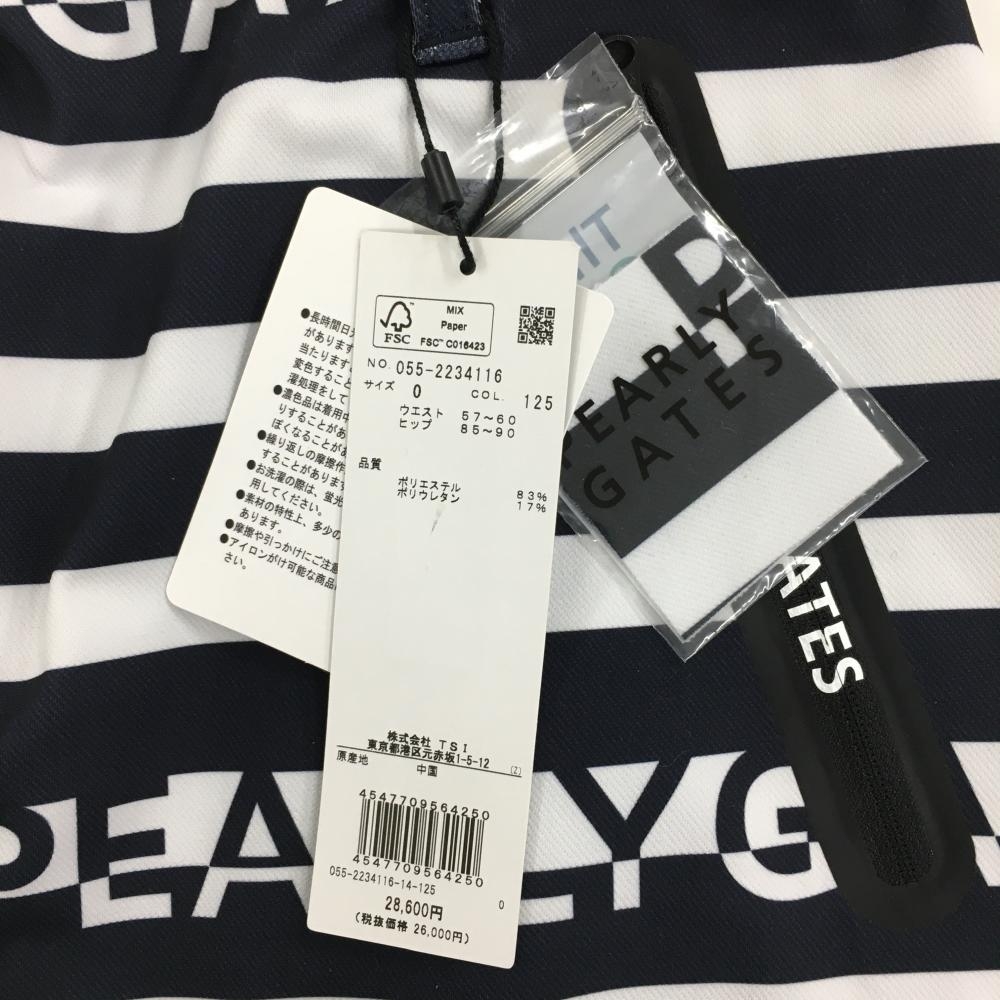 GA
●長時間日光
があります
当たります
変色すること
濯処理をして
●濃色品は着用中
りすることがあ
ぽくなることがあ
●繰り返しの摩擦作
することがあります
●お洗濯の際は、蛍光
用してください。
●素材の特性上、多少の
あります。
●摩擦や引っかけにご注意
●アイロンがけ可能な商品
さい。
FSC
MIX
Paper
FSC™ C016423
NO. 055-2234116
サイズ 0 COL. 125
ウエスト 57～60
ヒップ 85～90
品質
ポリエステル 83%
ポリウレタン 17%
株式会社 TSI
東京都港区元赤坂1-5-12 (Z)
原産地 中国
4547709564250
4547709564250
055-2234116-14-125 0
28,600円
(税抜価格 26,000円)
P
PEARLY
GATES
ATES
PEARLYGA